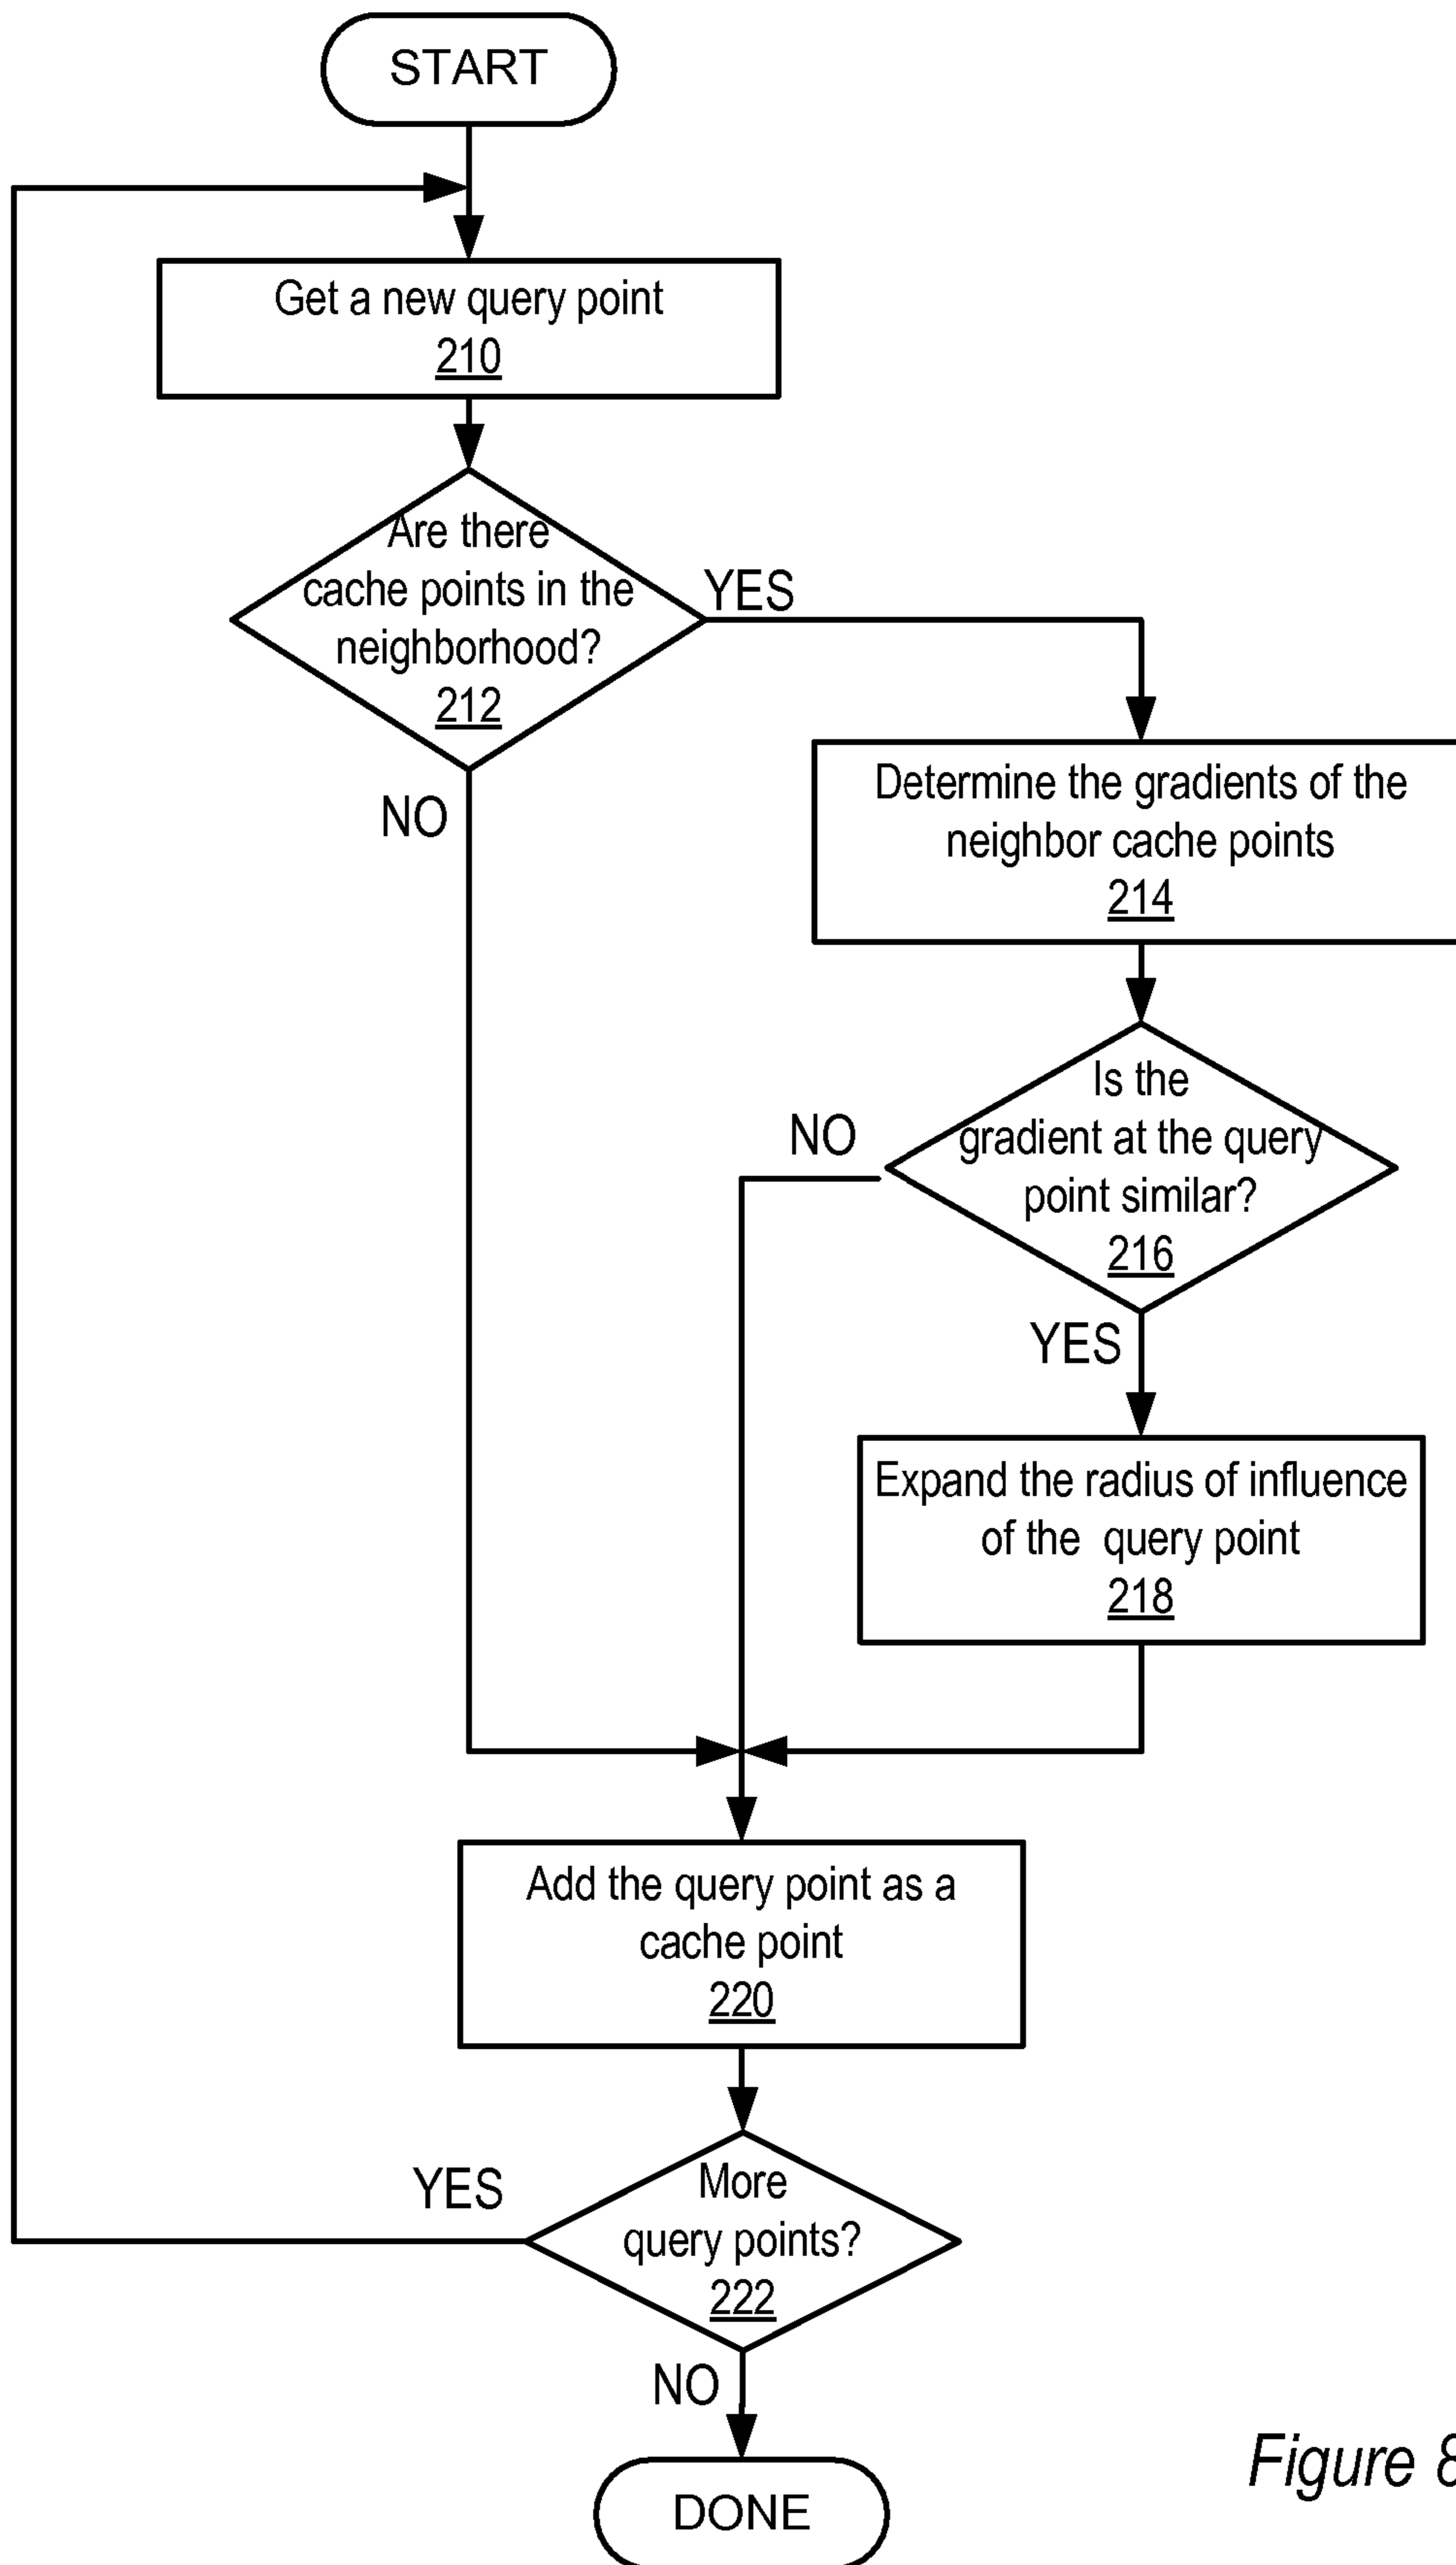 START
Get a new query point
210
Are there
cache points in the
neighborhood?
212
YES
NO
Determine the gradients of the
neighbor cache points
214
Is the
gradient at the query
point similar?
216
NO
YES
Expand the radius of influence
of the query point
218
Add the query point as a
cache point
220
More
query points?
222
YES
NO
DONE
Figure 8